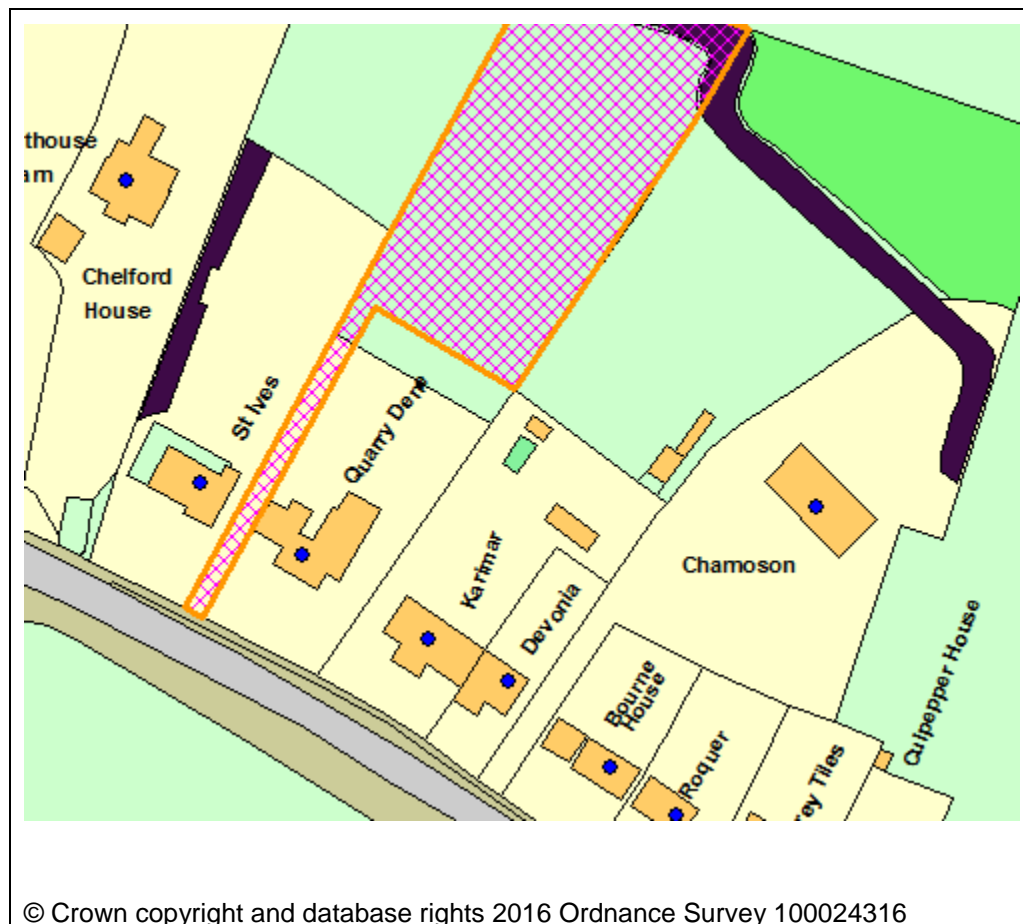 thouse
am
Chelford
House
St Ives
Quarry Dene
Karimar
Devonia
Chamoson
Bourne
House
Roquer
rey Tiles
Culpepper House
© Crown copyright and database rights 2016 Ordnance Survey 100024316